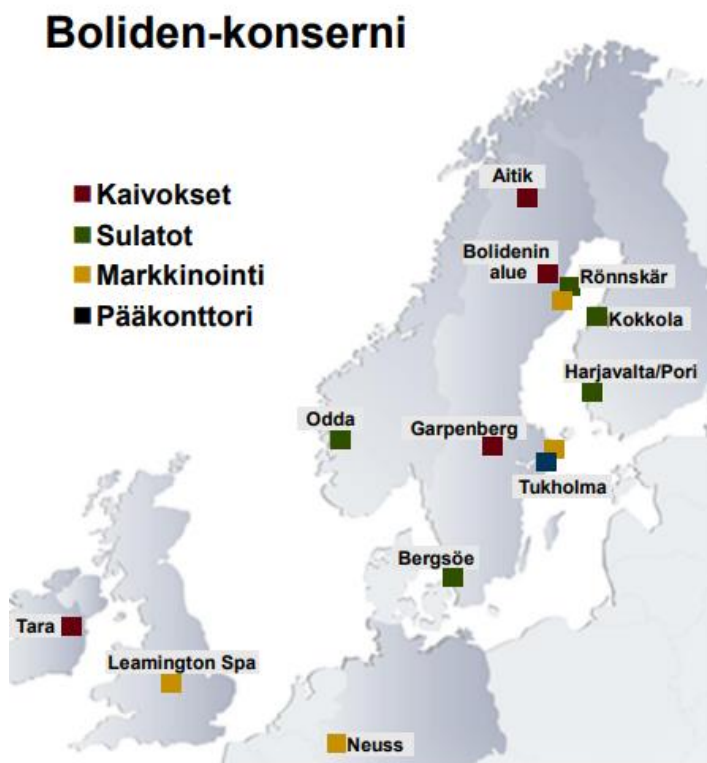 Boliden-konserni
Kaivokset
Sulatot
Markkinointi
Pääkonttori
Aitik
Bolidenin
alue
Rönnskär
Kokkola
Harjavalta/Pori
Odda
Garpenberg
Tukholma
Bergsöe
Tara
Leamington Spa
Neuss